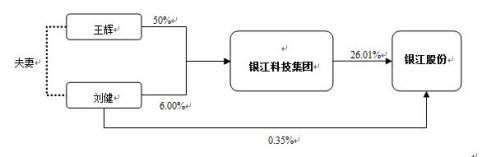 王辉
50%
夫妻
银江科技集团
26.01%
银江股份
刘健
6.00%
0.35%